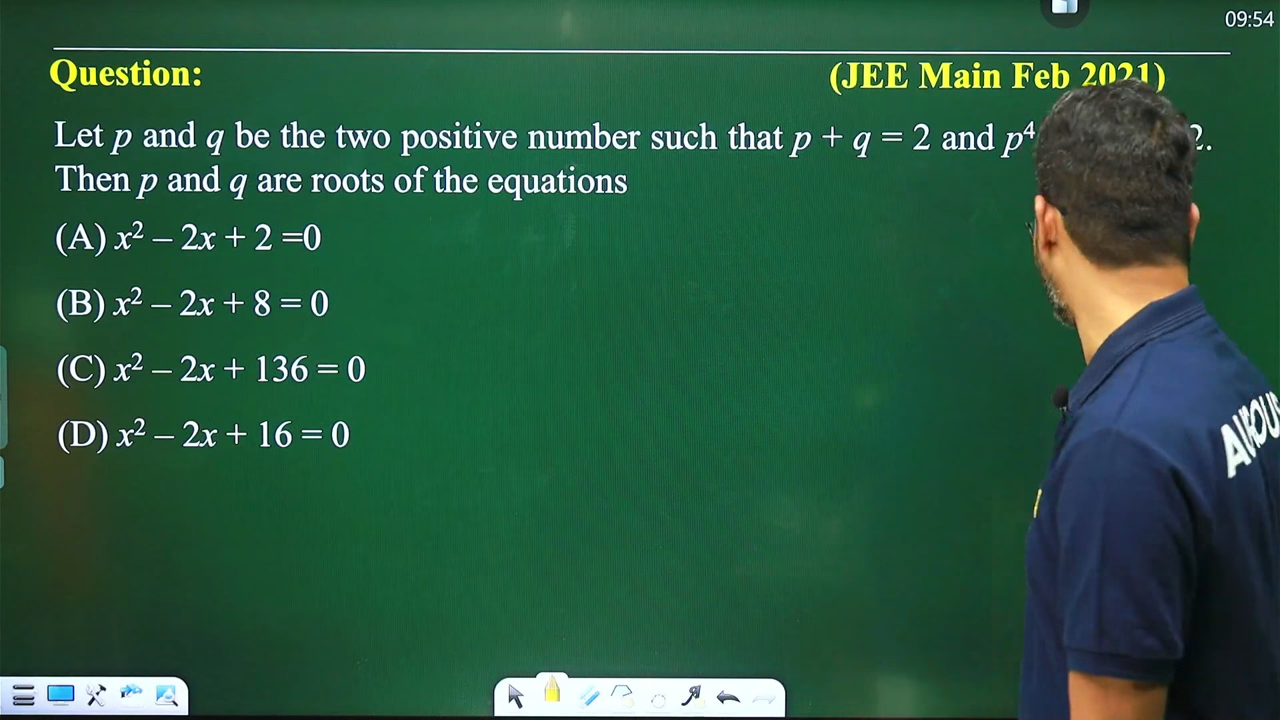 09:54
Question: (JEE Main Feb 2021)
Let p and q be the two positive number such that p + q = 2 and p⁴ 2.
Then p and q are roots of the equations
(A) x² – 2x + 2 =0
(B) x² – 2x + 8 = 0
(C) x² – 2x + 136 = 0
(D) x² – 2x + 16 = 0